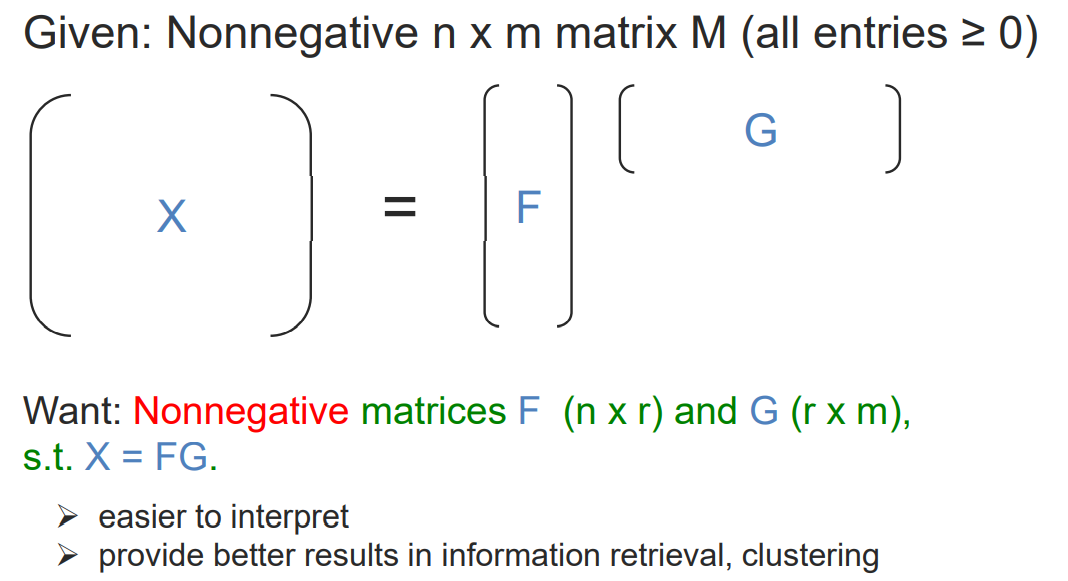 Given: Nonnegative n x m matrix M (all entries ≥ 0)
X = F G
Want: Nonnegative matrices F (n x r) and G (r x m),
s.t. X = FG.
➢ easier to interpret
➢ provide better results in information retrieval, clustering